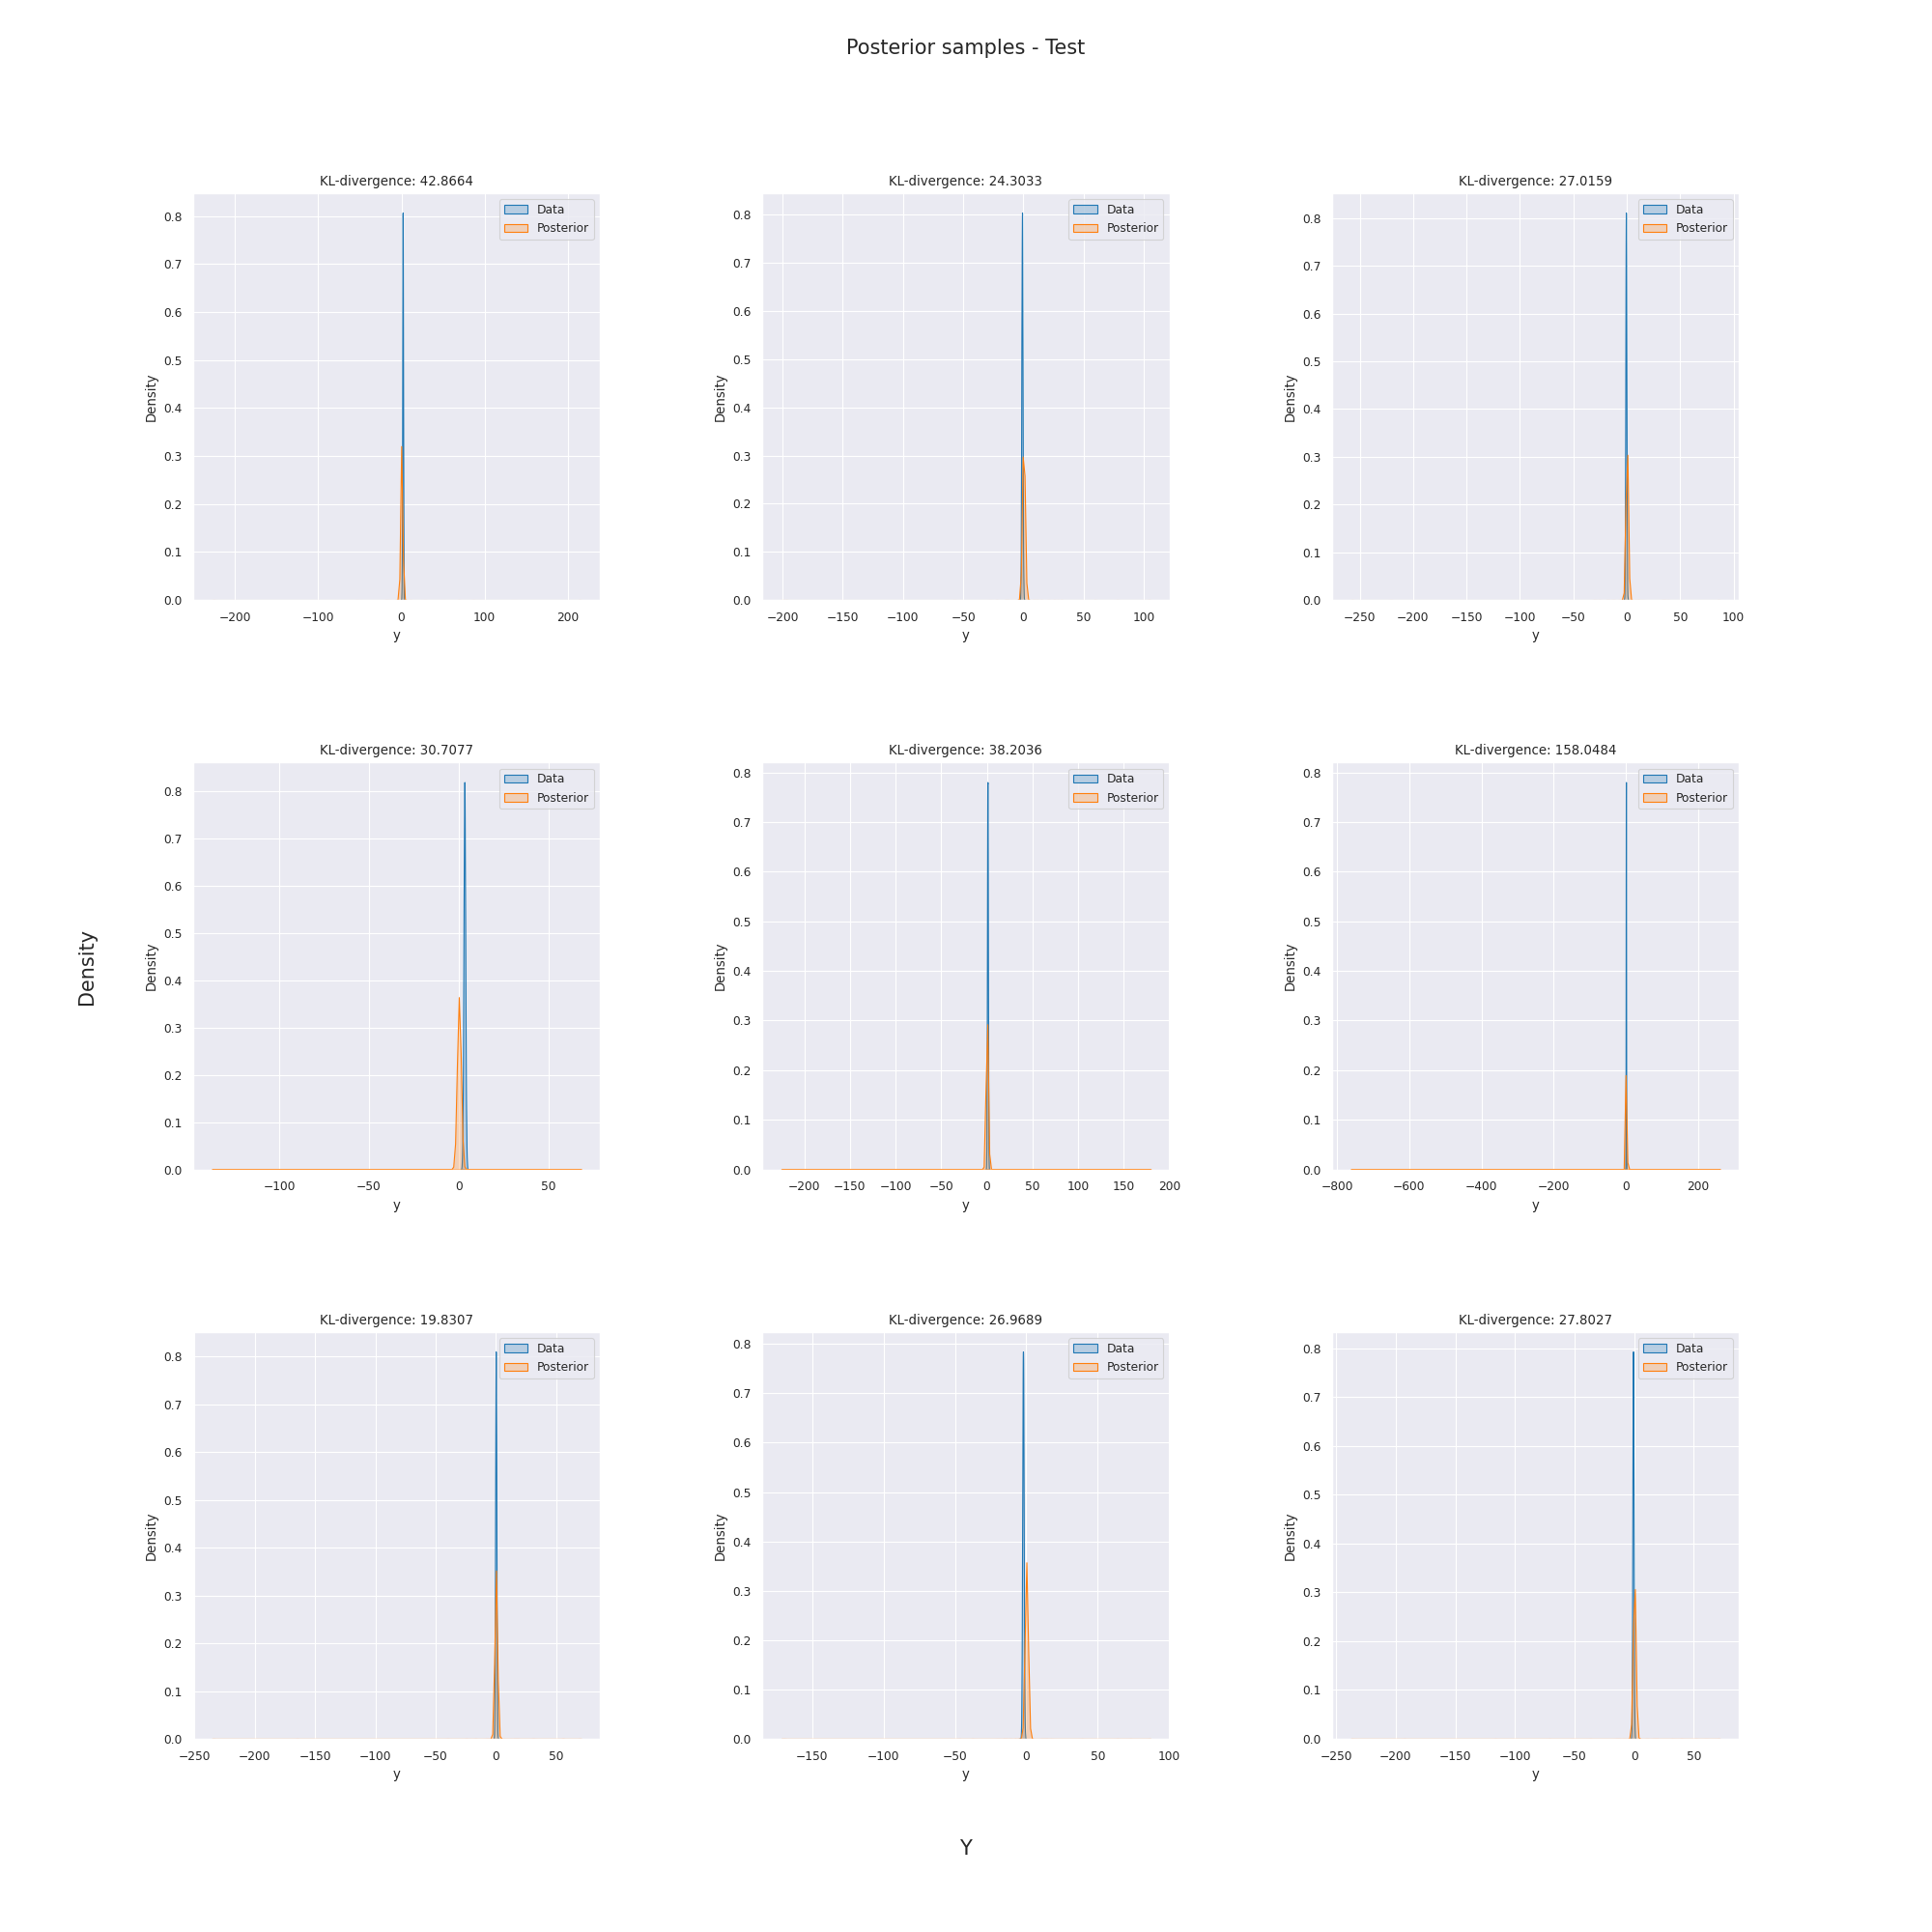 Posterior samples - Test
KL-divergence: 42.8664
Data
Posterior
0.8
0.7
0.6
0.5
0.4
0.3
0.2
0.1
0.0
Density
−200 −100 0 100 200
y
KL-divergence: 24.3033
Data
Posterior
0.8
0.7
0.6
0.5
0.4
0.3
0.2
0.1
0.0
Density
−200 −150 −100 −50 0 50 100
y
KL-divergence: 27.0159
Data
Posterior
0.8
0.7
0.6
0.5
0.4
0.3
0.2
0.1
0.0
Density
−250 −200 −150 −100 −50 0 50 100
y
KL-divergence: 30.7077
Data
Posterior
0.8
0.7
0.6
0.5
0.4
0.3
0.2
0.1
0.0
Density
−100 −50 0 50
y
KL-divergence: 38.2036
Data
Posterior
0.8
0.7
0.6
0.5
0.4
0.3
0.2
0.1
0.0
Density
−200 −150 −100 −50 0 50 100 150 200
y
KL-divergence: 158.0484
Data
Posterior
0.8
0.7
0.6
0.5
0.4
0.3
0.2
0.1
0.0
Density
−800 −600 −400 −200 0 200
y
KL-divergence: 19.8307
Data
Posterior
0.8
0.7
0.6
0.5
0.4
0.3
0.2
0.1
0.0
Density
−250 −200 −150 −100 −50 0 50
y
KL-divergence: 26.9689
Data
Posterior
0.8
0.7
0.6
0.5
0.4
0.3
0.2
0.1
0.0
Density
−150 −100 −50 0 50 100
y
KL-divergence: 27.8027
Data
Posterior
0.8
0.7
0.6
0.5
0.4
0.3
0.2
0.1
0.0
Density
−250 −200 −150 −100 −50 0 50
y
Density
Y